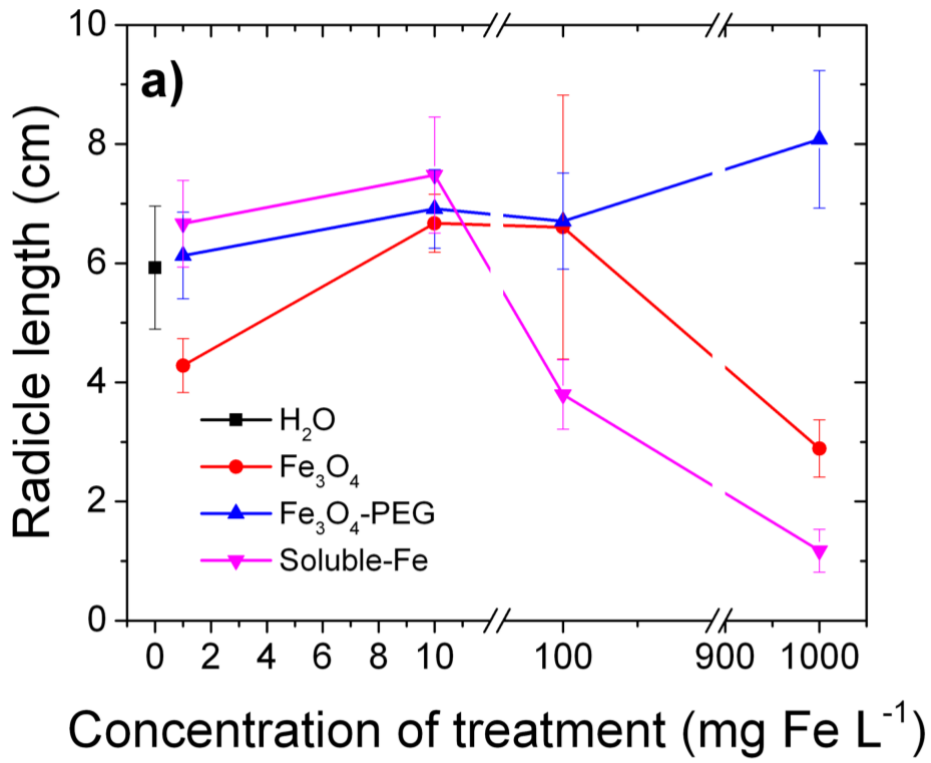 a)
Radicle length (cm)
10
8
6
4
2
0
H₂O
Fe₃O₄
Fe₃O₄-PEG
Soluble-Fe
0 2 4 6 8 10 100 900 1000
Concentration of treatment (mg Fe L⁻¹)